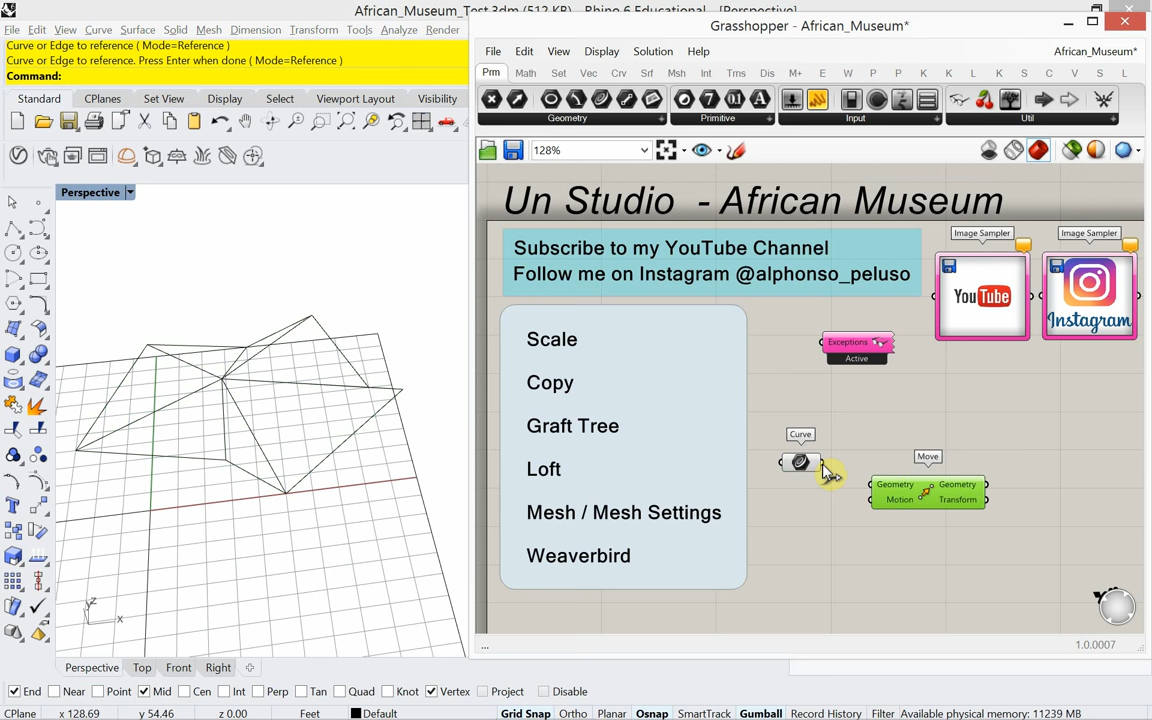 African_Museum_Test.3dm (512 KB) - Rhino 6 Educational - [Perspective]
File Edit View Curve Surface Solid Mesh Dimension Transform Tools Analyze Render
Curve or Edge to reference ( Mode=Reference )
Curve or Edge to reference. Press Enter when done ( Mode=Reference )
Command:
Standard CPlanes Set View Display Select Viewport Layout Visibility
Perspective
z
x
Perspective Top Front Right
End Near Point Mid Cen Int Perp Tan Quad Knot Vertex Project Disable
CPlane x 128.69 y 54.46 z 0.00 Feet Default Grid Snap Ortho Planar Osnap SmartTrack Gumball Record History Filter Available physical memory: 11239 MB
Grasshopper - African_Museum*
File Edit View Display Solution Help African_Museum*
Prm Math Set Vec Crv Srf Msh Int Trns Dis M+ E W P P K K L K S C V S L
Geometry Primitive Input Util
128%
Un Studio - African Museum
Subscribe to my YouTube Channel
Follow me on Instagram @alphonso_peluso
Image Sampler Image Sampler
YouTube
Instagram
Scale
Copy
Graft Tree
Loft
Mesh / Mesh Settings
Weaverbird
Exceptions
Active
Curve
Move
Geometry Geometry
Motion Transform
...
1.0.0007